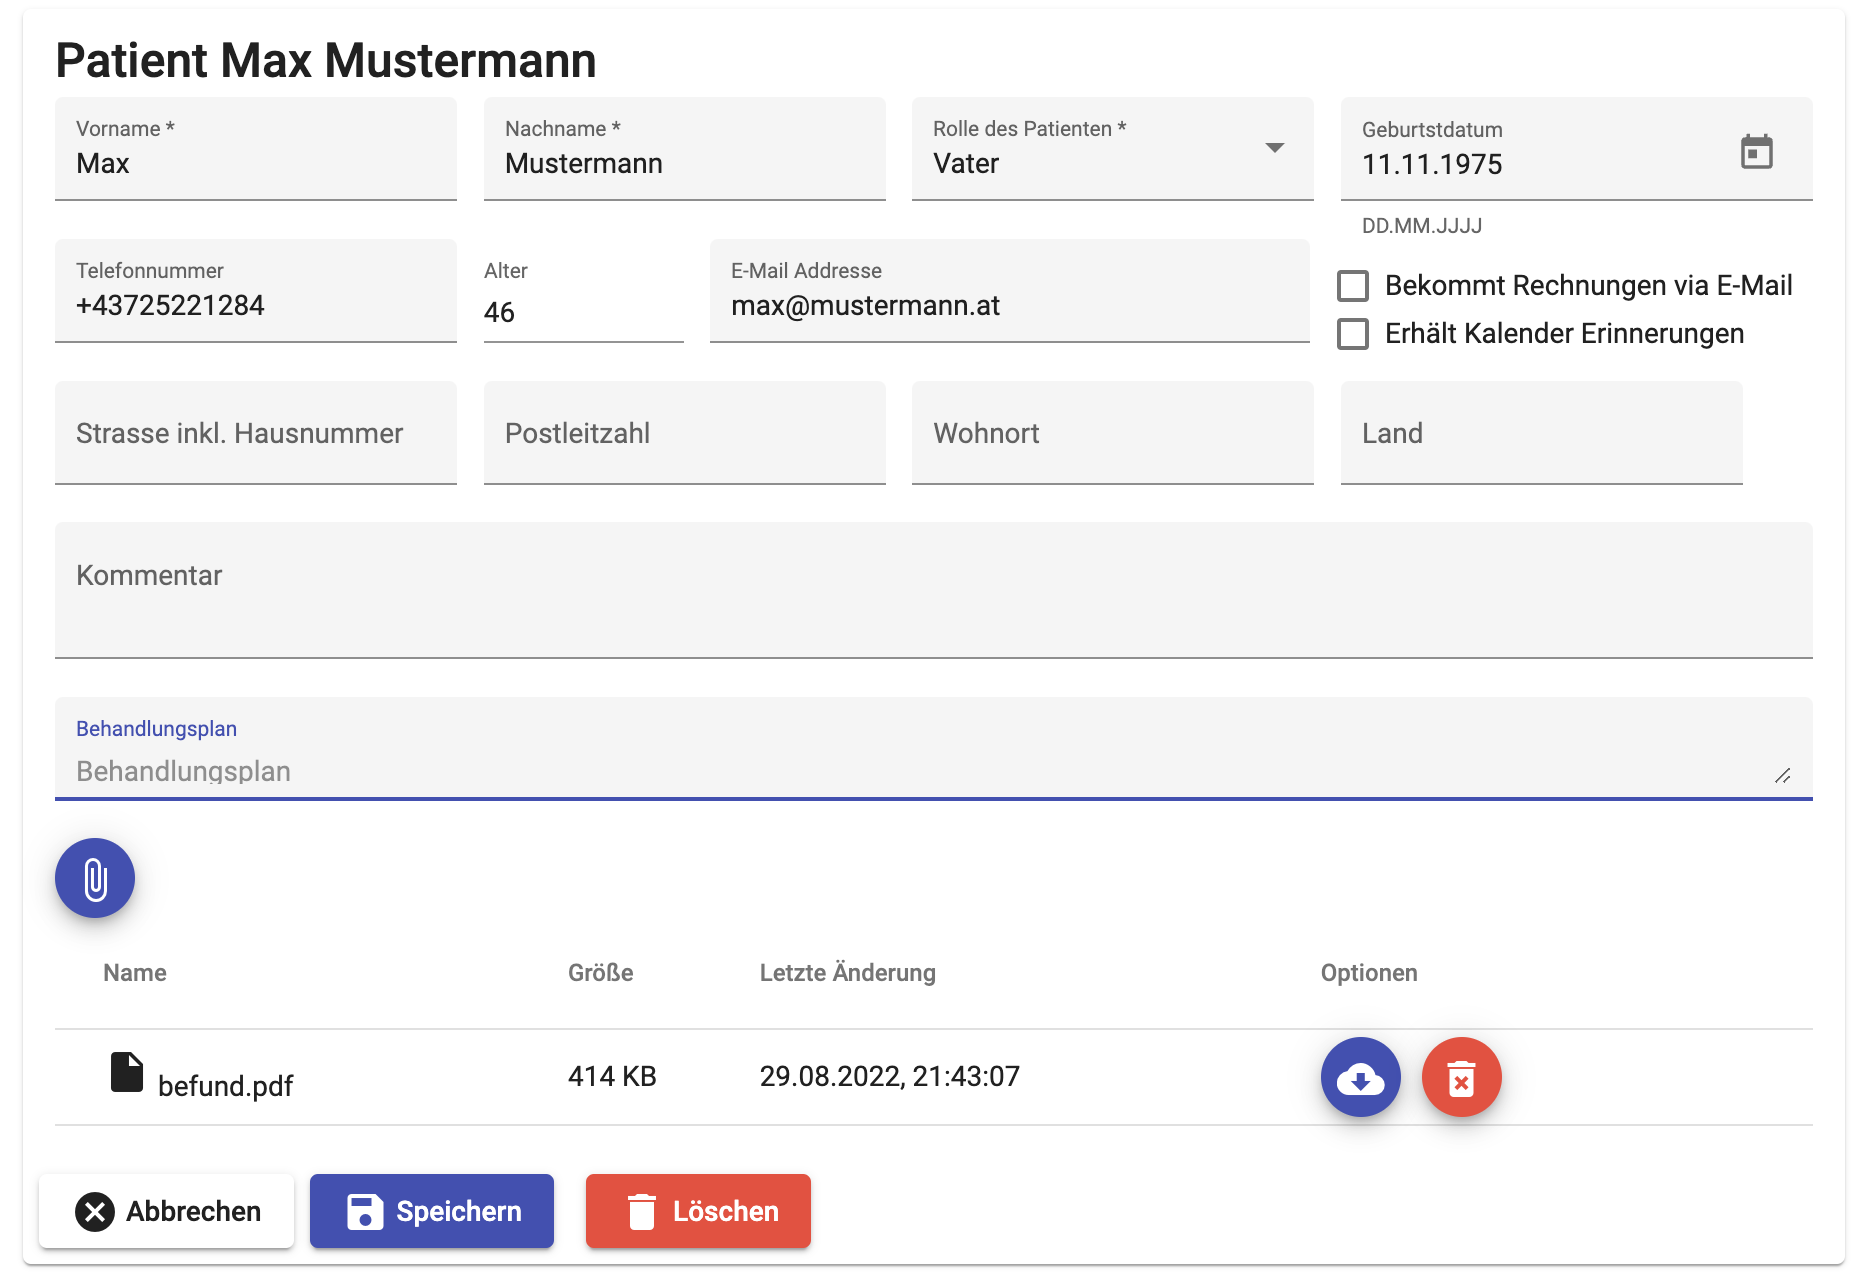 Patient Max Mustermann
Vorname *
Max
Nachname *
Mustermann
Rolle des Patienten *
Vater
Geburtstdatum
11.11.1975
DD.MM.JJJJ
Telefonnummer
+43725221284
Alter
46
E-Mail Addresse
max@mustermann.at
Bekommt Rechnungen via E-Mail
Erhält Kalender Erinnerungen
Strasse inkl. Hausnummer
Postleitzahl
Wohnort
Land
Kommentar
Behandlungsplan
Behandlungsplan
Name Größe Letzte Änderung Optionen
befund.pdf 414 KB 29.08.2022, 21:43:07
Abbrechen Speichern Löschen